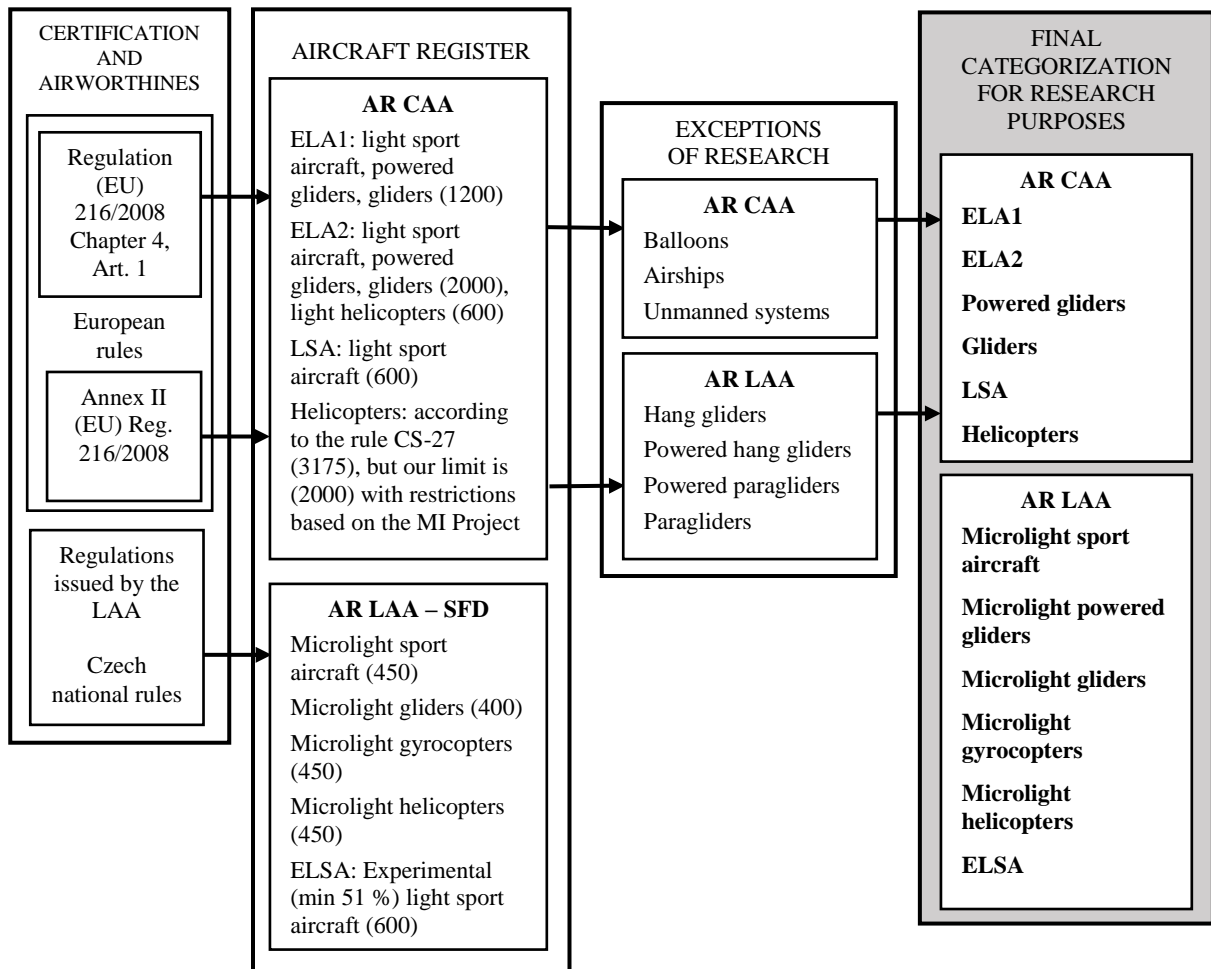 CERTIFICATION
AND
AIRWORTHINES
Regulation
(EU)
216/2008
Chapter 4,
Art. 1
European
rules
Annex II
(EU) Reg.
216/2008
Regulations
issued by the
LAA
Czech
national rules
AIRCRAFT REGISTER
AR CAA
ELA1: light sport
aircraft, powered
gliders, gliders (1200)
ELA2: light sport
aircraft, powered
gliders, gliders (2000),
light helicopters (600)
LSA: light sport
aircraft (600)
Helicopters: according
to the rule CS-27
(3175), but our limit is
(2000) with restrictions
based on the MI Project
AR LAA – SFD
Microlight sport
aircraft (450)
Microlight gliders (400)
Microlight gyrocopters
(450)
Microlight helicopters
(450)
ELSA: Experimental
(min 51 %) light sport
aircraft (600)
EXCEPTIONS
OF RESEARCH
AR CAA
Balloons
Airships
Unmanned systems
AR LAA
Hang gliders
Powered hang gliders
Powered paragliders
Paragliders
FINAL
CATEGORIZATION
FOR RESEARCH
PURPOSES
AR CAA
ELA1
ELA2
Powered gliders
Gliders
LSA
Helicopters
AR LAA
Microlight sport
aircraft
Microlight powered
gliders
Microlight gliders
Microlight
gyrocopters
Microlight
helicopters
ELSA